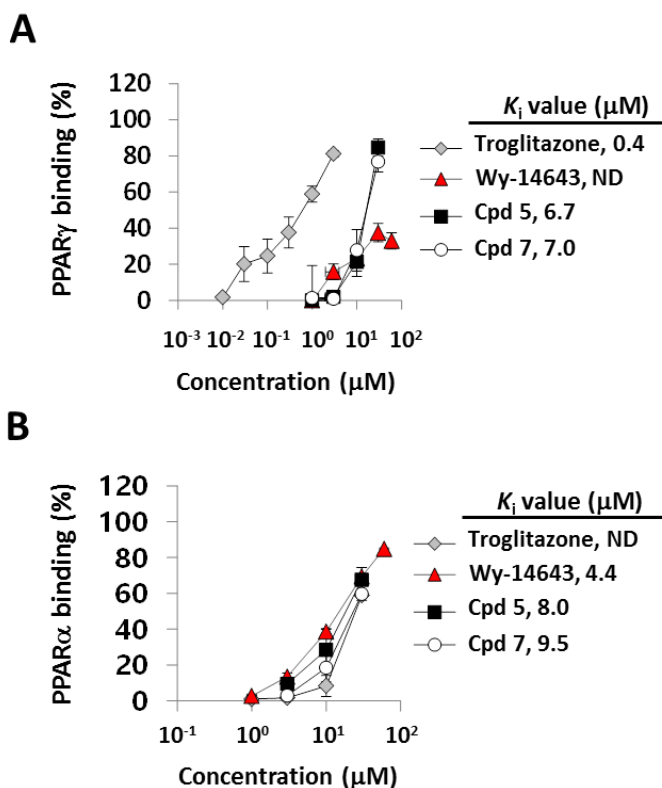 A
PPARγ binding (%)
120
100
80
60
40
20
0
10⁻³ 10⁻² 10⁻¹ 10⁰ 10¹ 10²
Concentration (μM)
Kᵢ value (μM)
Troglitazone, 0.4
Wy-14643, ND
Cpd 5, 6.7
Cpd 7, 7.0
B
PPARα binding (%)
120
100
80
60
40
20
0
10⁻¹ 10⁰ 10¹ 10²
Concentration (μM)
Kᵢ value (μM)
Troglitazone, ND
Wy-14643, 4.4
Cpd 5, 8.0
Cpd 7, 9.5